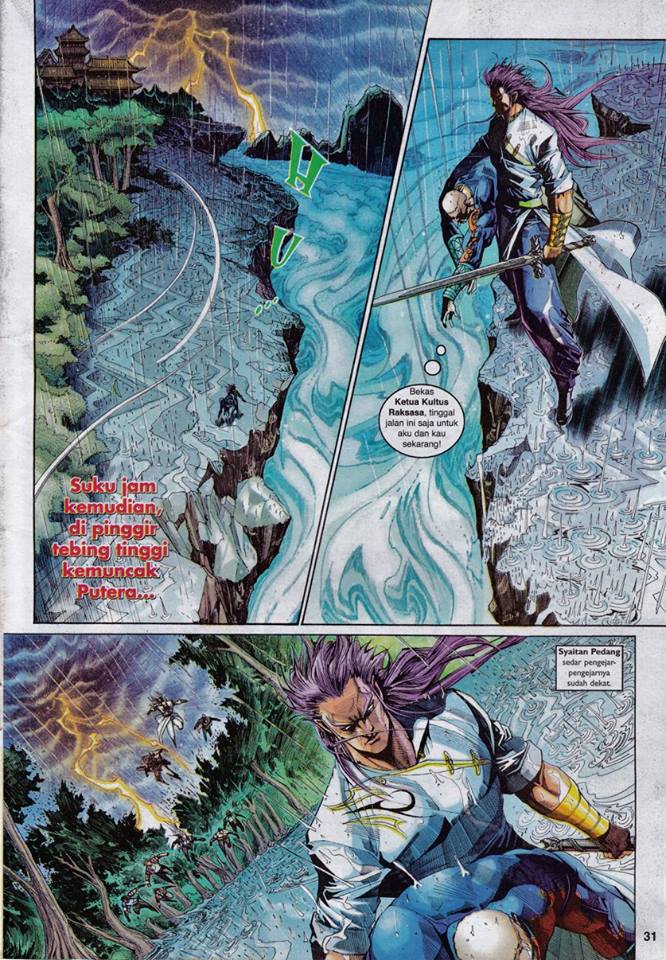 H
U
...
Suku jam
kemudian,
di pinggir
tebing tinggi
kemuncak
Putera...
Bekas
Ketua Kultus
Raksasa, tinggal
jalan ini saja untuk
aku dan kau
sekarang!
Syaitan Pedang
sedar pengejar-
pengejarnya
sudah dekat.
31